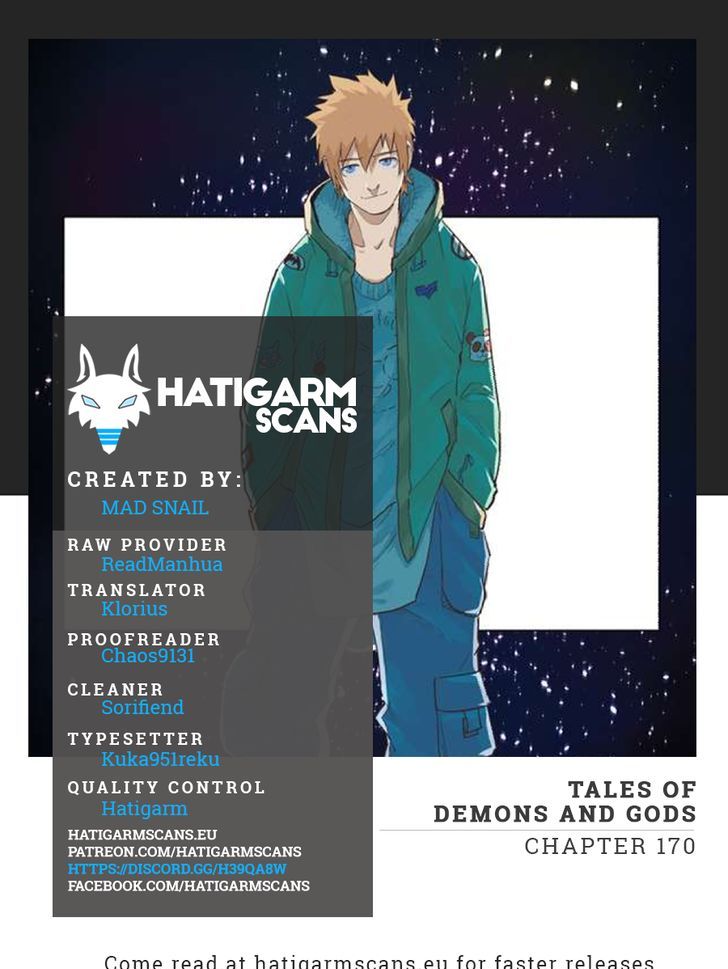 HATIGARM
SCANS
CREATED BY:
MAD SNAIL
RAW PROVIDER
ReadManhua
TRANSLATOR
Klorius
PROOFREADER
Chaos9131
CLEANER
Sorifiend
TYPESETTER
Kuka951reku
QUALITY CONTROL
Hatigarm
HATIGARMSCANS.EU
PATREON.COM/HATIGARMSCANS
HTTPS://DISCORD.GG/H39QA8W
FACEBOOK.COM/HATIGARMSCANS
TALES OF
DEMONS AND GODS
CHAPTER 170
Come read at hatigarmscans.eu for faster releases